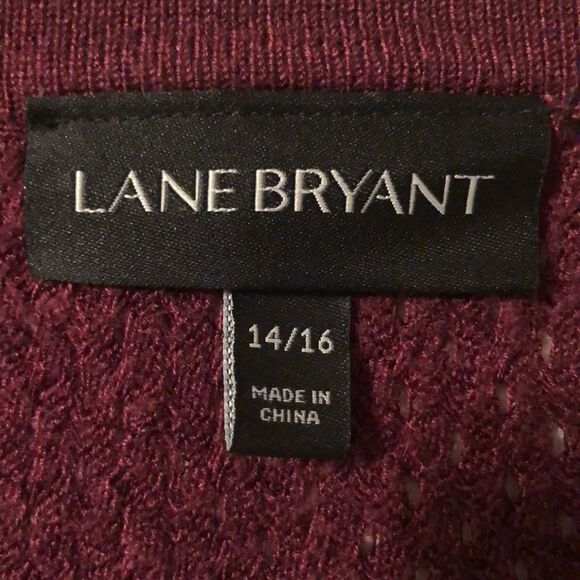 LANE BRYANT
14/16
MADE IN
CHINA